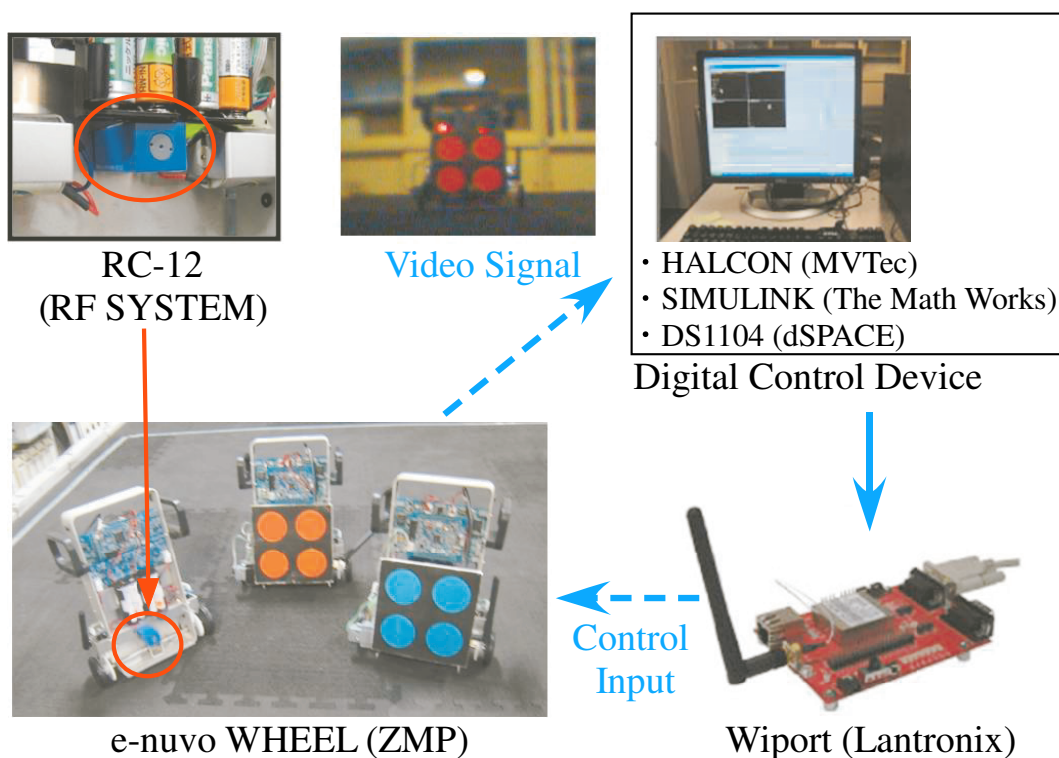 RC-12
(RF SYSTEM)
Video Signal
・HALCON (MVTec)
・SIMULINK (The Math Works)
・DS1104 (dSPACE)
Digital Control Device
Control
Input
e-nuvo WHEEL (ZMP)
Wiport (Lantronix)